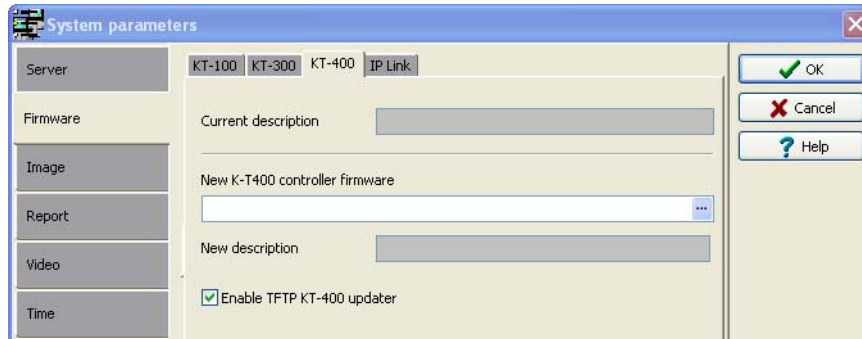 System parameters
Server
Firmware
Image
Report
Video
Time
KT-100 KT-300 KT-400 IP Link
Current description
New K-T400 controller firmware
...
New description
Enable TFTP KT-400 updater
OK
Cancel
? Help